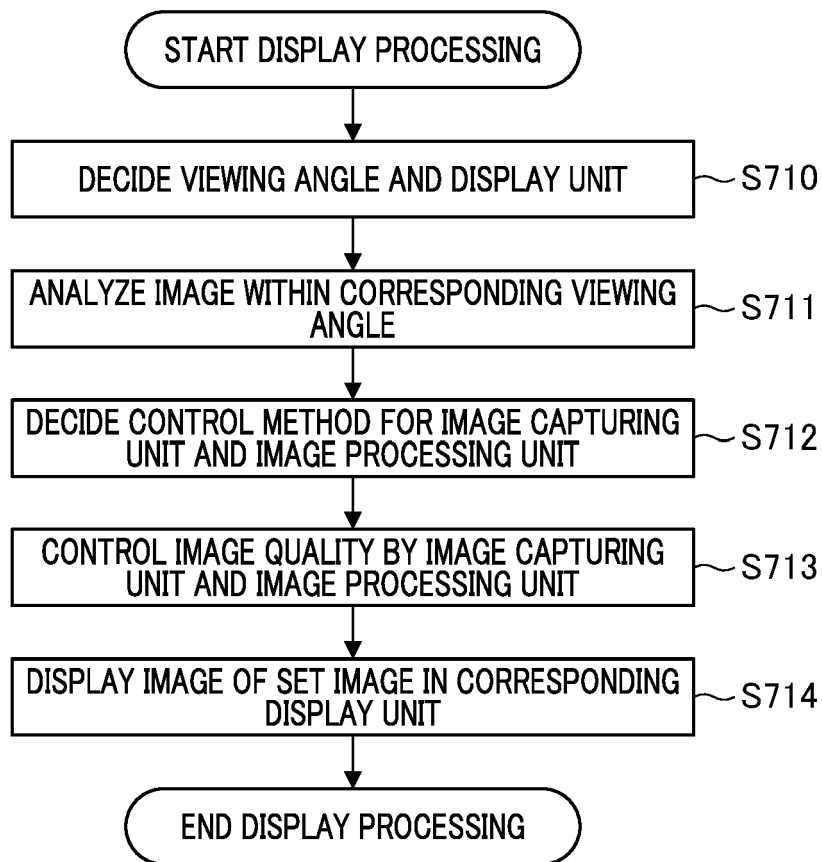 START DISPLAY PROCESSING
DECIDE VIEWING ANGLE AND DISPLAY UNIT
S710
ANALYZE IMAGE WITHIN CORRESPONDING VIEWING
ANGLE
S711
DECIDE CONTROL METHOD FOR IMAGE CAPTURING
UNIT AND IMAGE PROCESSING UNIT
S712
CONTROL IMAGE QUALITY BY IMAGE CAPTURING
UNIT AND IMAGE PROCESSING UNIT
S713
DISPLAY IMAGE OF SET IMAGE IN CORRESPONDING
DISPLAY UNIT
S714
END DISPLAY PROCESSING